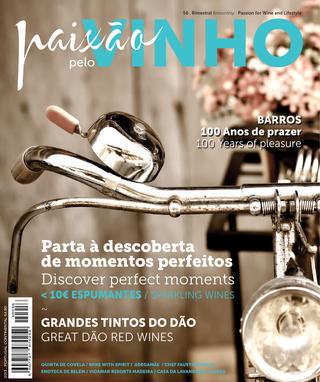 56 . Bimestral Bimonthly . Passion for Wine and Lifestyle
paixão
pelo VINHO
BARROS
100 Anos de prazer
100 Years of pleasure
Parta à descoberta
de momentos perfeitos
Discover perfect moments
< 10€ ESPUMANTES / SPARKLING WINES
~
GRANDES TINTOS DO DÃO
GREAT DÃO RED WINES
QUINTA DE COVELA / WINE WITH SPIRIT / ADEGAMÃE / CHEF FAUSTO
ENOTECA DE BELÉM / VIDAMAR RESORTS MADEIRA / CASA DA